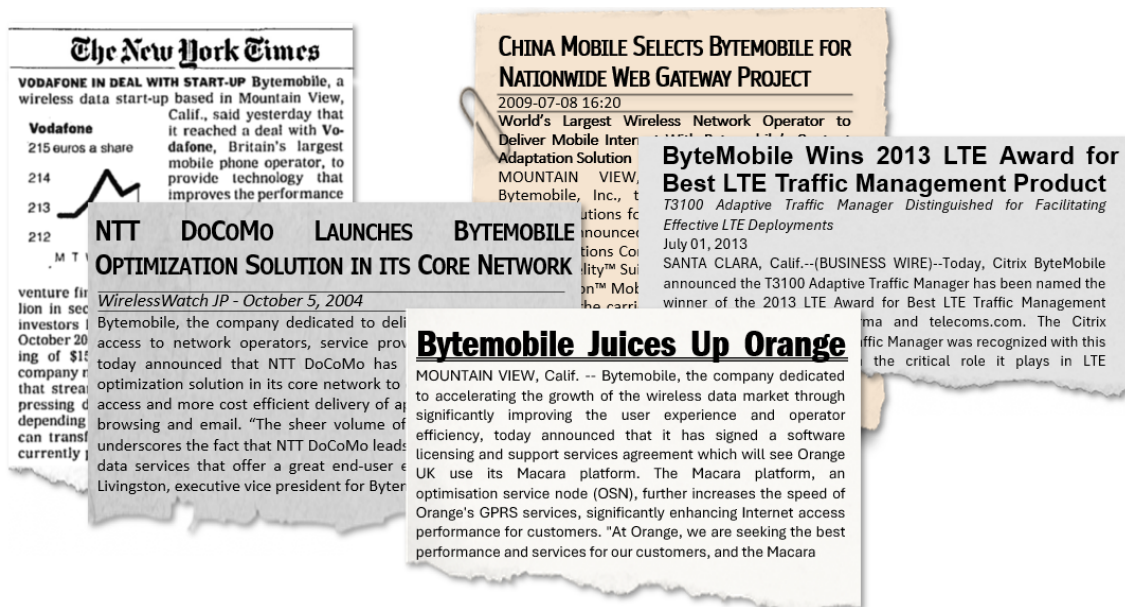 The New York Times
VODAFONE IN DEAL WITH START-UP Bytemobile, a
wireless data start-up based in Mountain View,
Calif., said yesterday that
it reached a deal with Vo-
dafone, Britain's largest
mobile phone operator, to
provide technology that
improves the performance
Vodafone
215 euros a share
214
213
212
M T
venture
lion in
investors
October 20
ing of
company
that
pressing
depending
can
currently
NTT DoCoMo Launches Bytemobile
Optimization Solution in its Core Network
WirelessWatch JP - October 5, 2004
Bytemobile, the company dedicated to
access to network operators, service
today announced that NTT DoCoMo has
optimization solution in its core network to
access and more cost efficient delivery of
browsing and email. “The sheer volume of
underscores the fact that NTT DoCoMo leads
data services that offer a great end-user
Livingston, executive vice president for
China Mobile Selects Bytemobile for
Nationwide Web Gateway Project
2009-07-08 16:20
World’s Largest Wireless Network Operator to
Deliver Mobile
Adaptation Solution
MOUNTAIN VIEW,
Bytemobile, Inc.,
ByteMobile Wins 2013 LTE Award for
Best LTE Traffic Management Product
T3100 Adaptive Traffic Manager Distinguished for Facilitating
Effective LTE Deployments
July 01, 2013
SANTA CLARA, Calif.--(BUSINESS WIRE)--Today, Citrix ByteMobile
announced the T3100 Adaptive Traffic Manager has been named the
winner of the 2013 LTE Award for Best LTE Traffic Management
and telecoms.com. The Citrix
Traffic Manager was recognized with this
the critical role it plays in LTE
Bytemobile Juices Up Orange
MOUNTAIN VIEW, Calif. -- Bytemobile, the company dedicated
to accelerating the growth of the wireless data market through
significantly improving the user experience and operator
efficiency, today announced that it has signed a software
licensing and support services agreement which will see Orange
UK use its Macara platform. The Macara platform, an
optimisation service node (OSN), further increases the speed of
Orange's GPRS services, significantly enhancing Internet access
performance for customers. "At Orange, we are seeking the best
performance and services for our customers, and the Macara